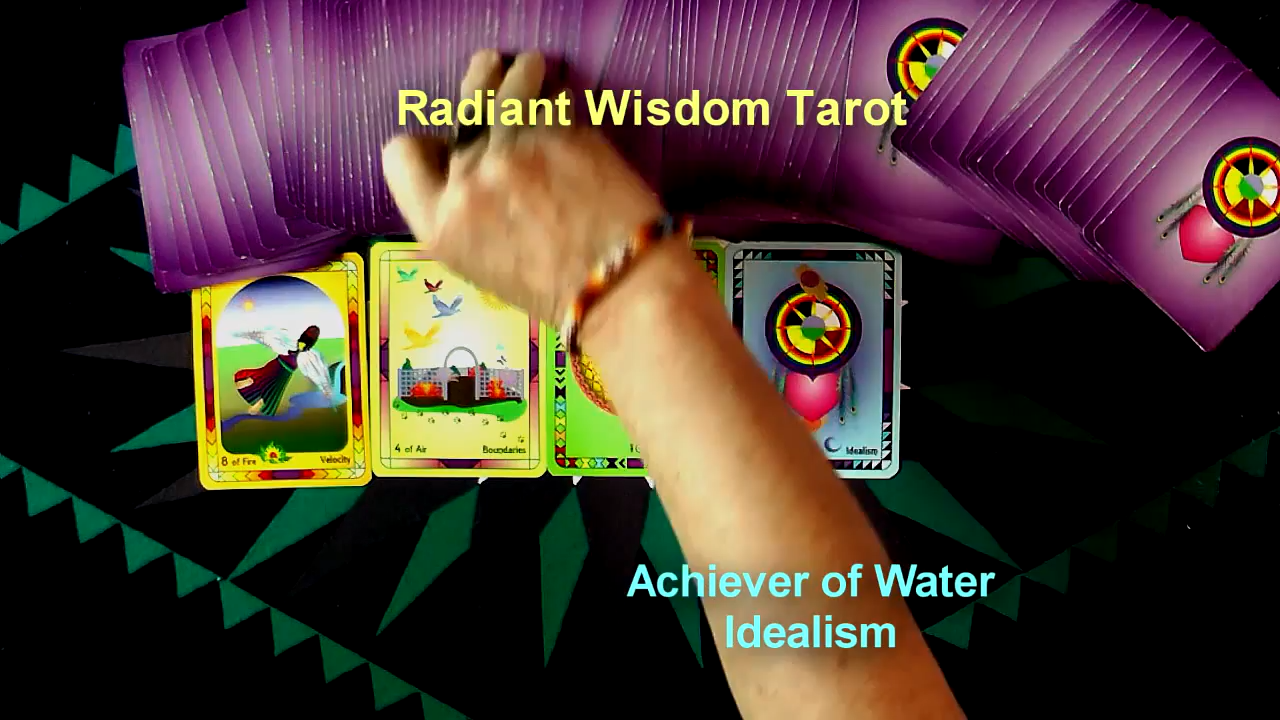 Radiant Wisdom Tarot
8 of Fire Velocity
4 of Air Boundaries
Idealism
Achiever of Water
Idealism